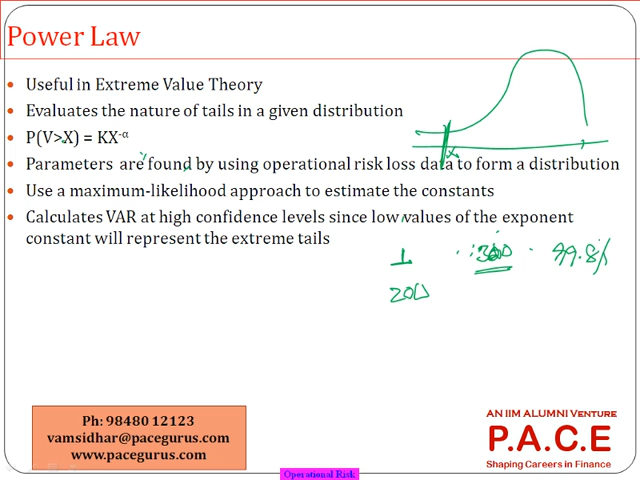 Power Law
• Useful in Extreme Value Theory
• Evaluates the nature of tails in a given distribution
• P(V>X) = KX-α
• Parameters are found by using operational risk loss data to form a distribution
• Use a maximum-likelihood approach to estimate the constants
• Calculates VAR at high confidence levels since low values of the exponent
constant will represent the extreme tails
x
1
200
99.8%
Ph: 98480 12123
vamsidhar@pacegurus.com
www.pacegurus.com
AN IIM ALUMNI VENTURE
P.A.C.E
Shaping Careers in Finance
Operational Risk